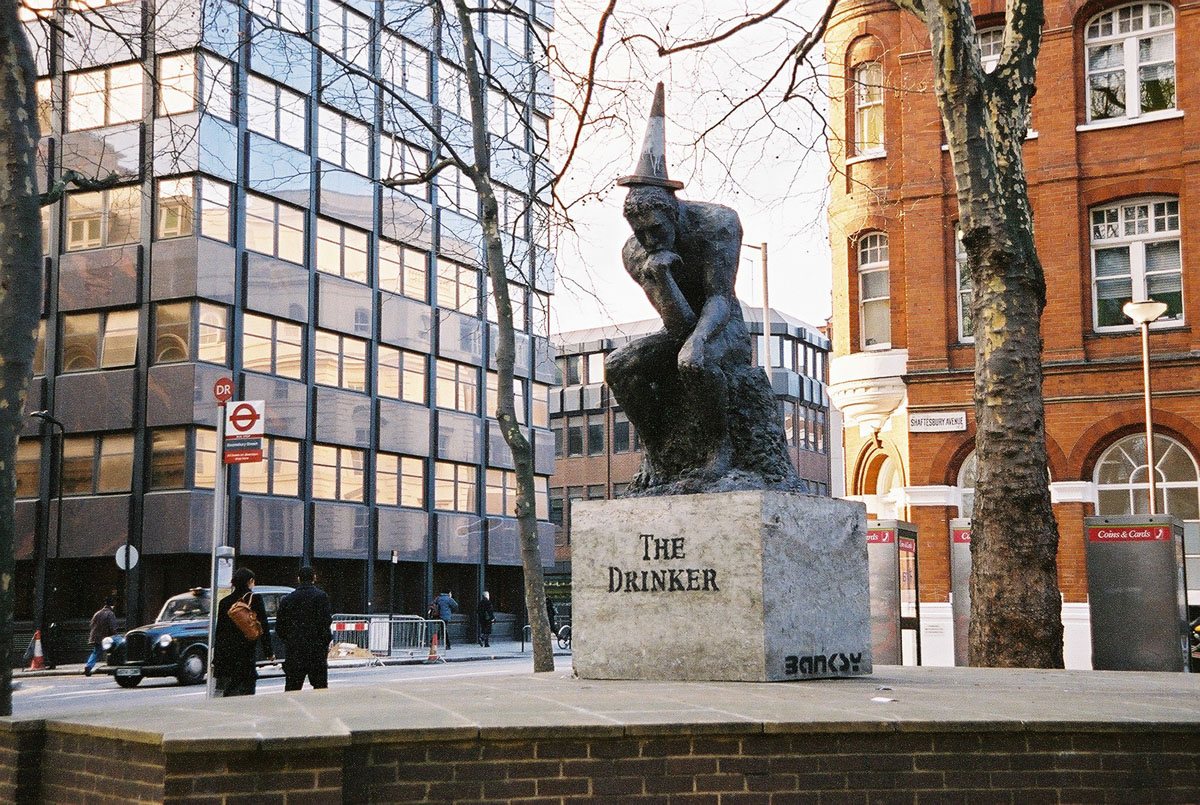 DR
SHAFTESBURY AVENUE
Coins & Cards
THE
DRINKER
BANKSY